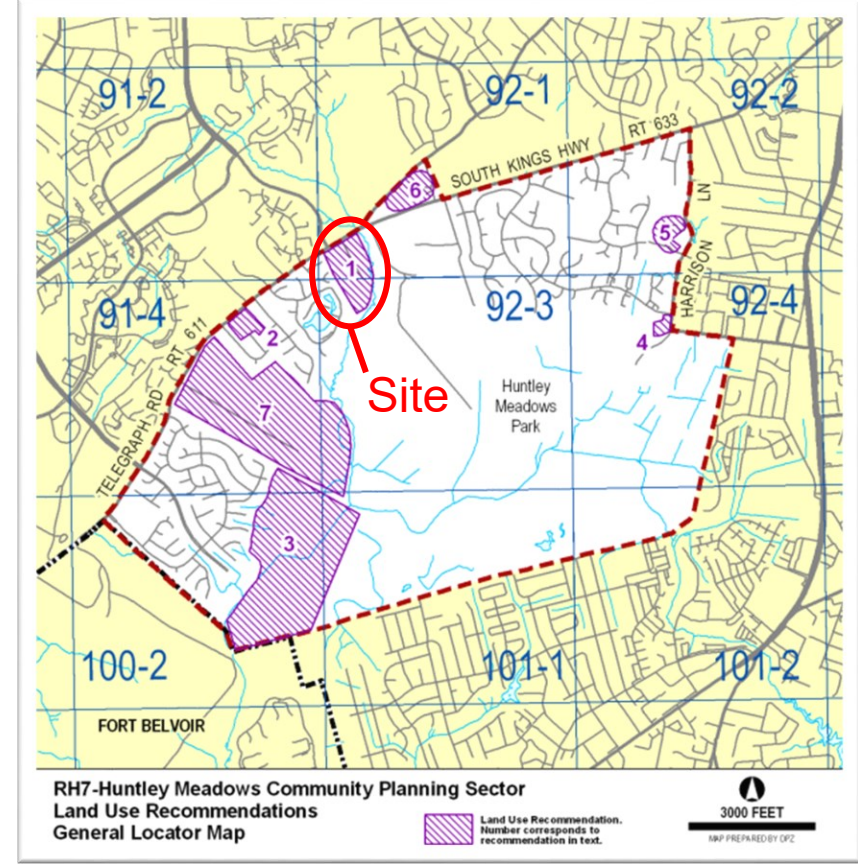 91-2
92-1
92-2
SOUTH KINGS HWY
RT 633
6
LN
5
1
HARRISON
91-4
92-3
92-4
RT 611
2
4
Site
Huntley
Meadows
Park
7
TELEGRAPH RD
3
100-2
101-1
101-2
FORT BELVOIR
RH7-Huntley Meadows Community Planning Sector
Land Use Recommendations
General Locator Map
Land Use Recommendation.
Number corresponds to
recommendation in text.
3000 FEET
MAP PREPARED BY DPZ